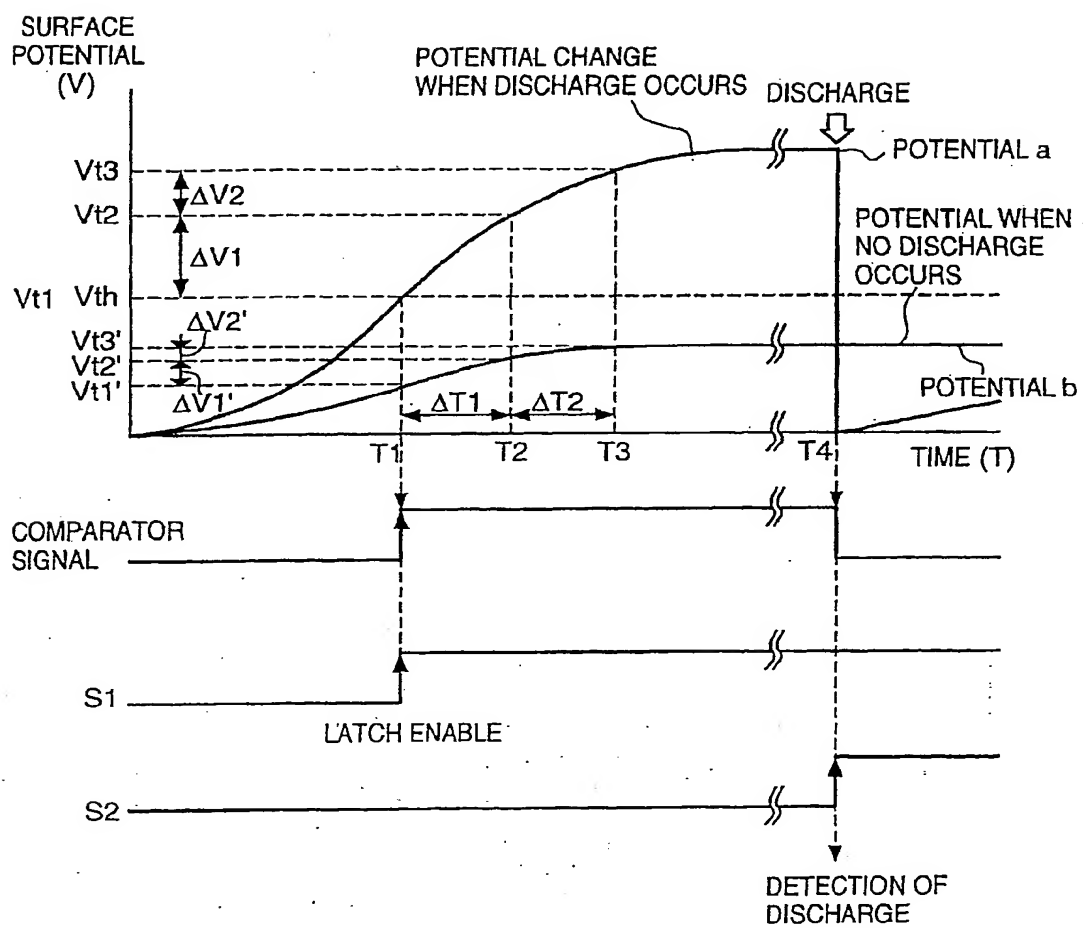 SURFACE
POTENTIAL
(V)
POTENTIAL CHANGE
WHEN DISCHARGE OCCURS
DISCHARGE
POTENTIAL a
Vt3
ΔV2
Vt2
POTENTIAL WHEN
NO DISCHARGE
OCCURS
ΔV1
Vt1 Vth
ΔV2'
Vt3'
Vt2'
Vt1'
ΔV1'
POTENTIAL b
ΔT1 ΔT2
T1 T2 T3 T4 TIME (T)
COMPARATOR
SIGNAL
S1
LATCH ENABLE
S2
DETECTION OF
DISCHARGE